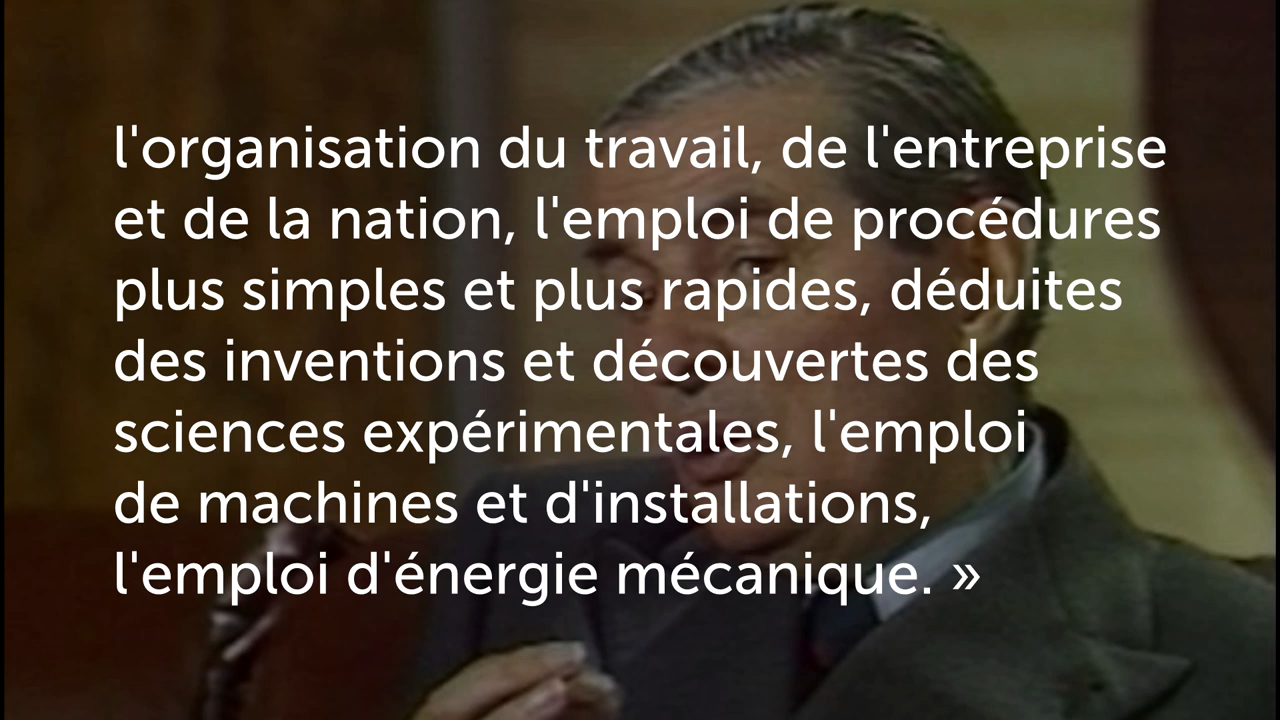 l'organisation du travail, de l'entreprise
et de la nation, l'emploi de procédures
plus simples et plus rapides, déduites
des inventions et découvertes des
sciences expérimentales, l'emploi
de machines et d'installations,
l'emploi d'énergie mécanique. »